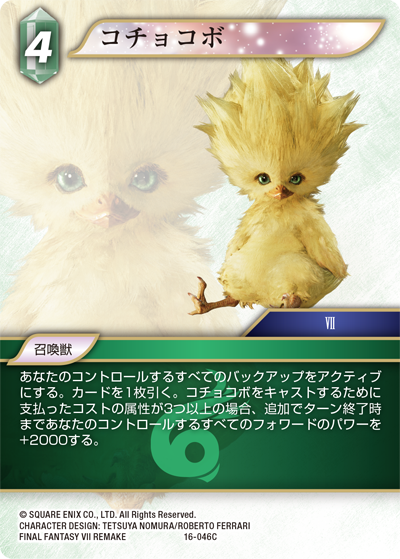 4
コチョコボ
VII
召喚獣
あなたのコントロールするすべてのバックアップをアクティブ
にする。カードを1枚引く。コチョコボをキャストするために
支払ったコストの属性が3つ以上の場合、追加でターン終了時
まであなたのコントロールするすべてのフォワードのパワーを
+2000する。
© SQUARE ENIX CO., LTD. All Rights Reserved.
CHARACTER DESIGN: TETSUYA NOMURA/ROBERTO FERRARI
FINAL FANTASY VII REMAKE 16-046C